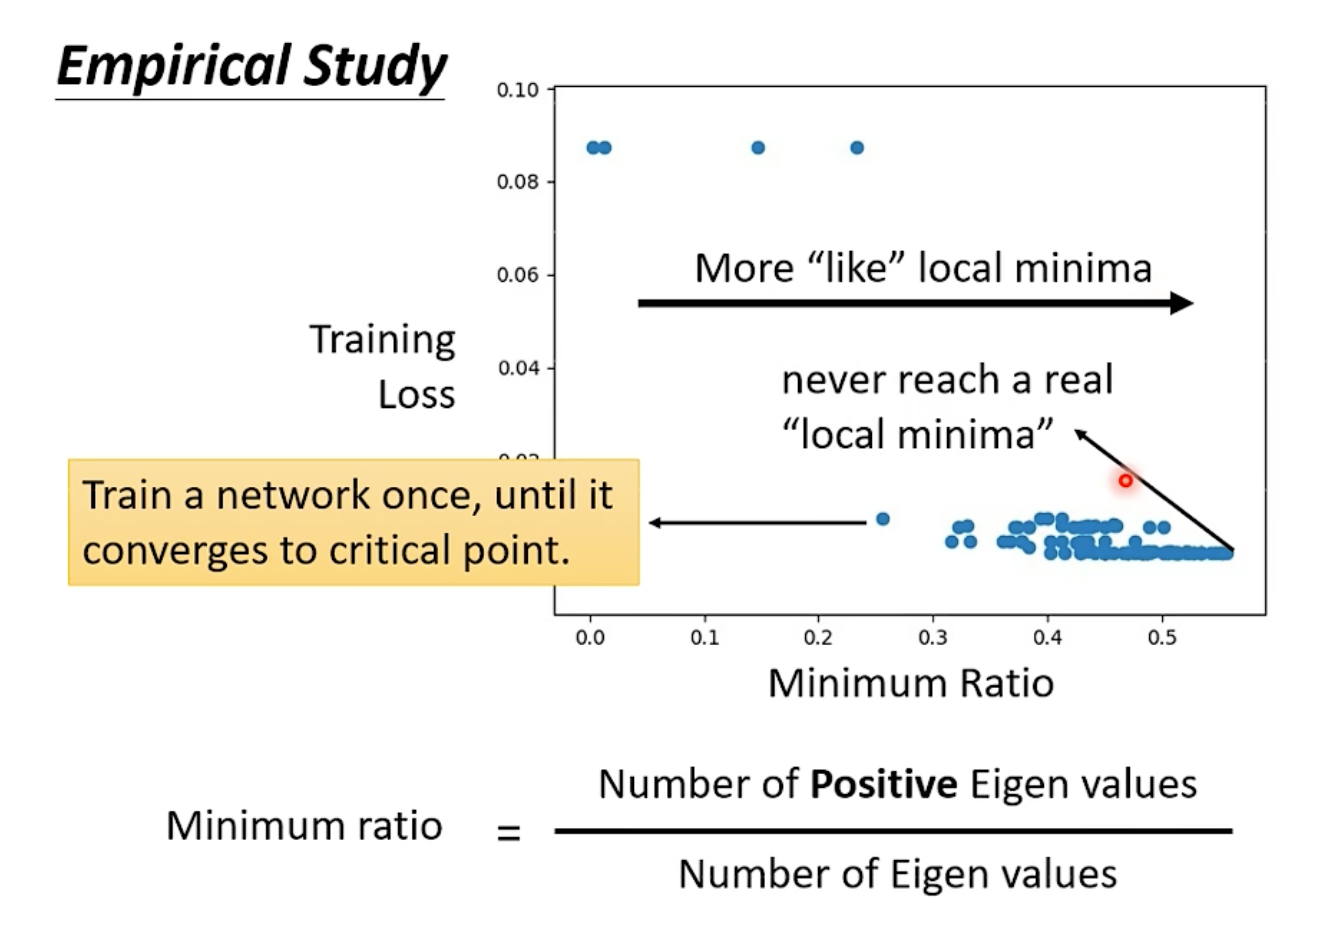 Empirical Study
0.10
0.08
0.06
0.04
More “like” local minima
Training
Loss
never reach a real
“local minima”
Train a network once, until it
converges to critical point.
0.0 0.1 0.2 0.3 0.4 0.5
Minimum Ratio
Number of Positive Eigen values
Minimum ratio =
Number of Eigen values